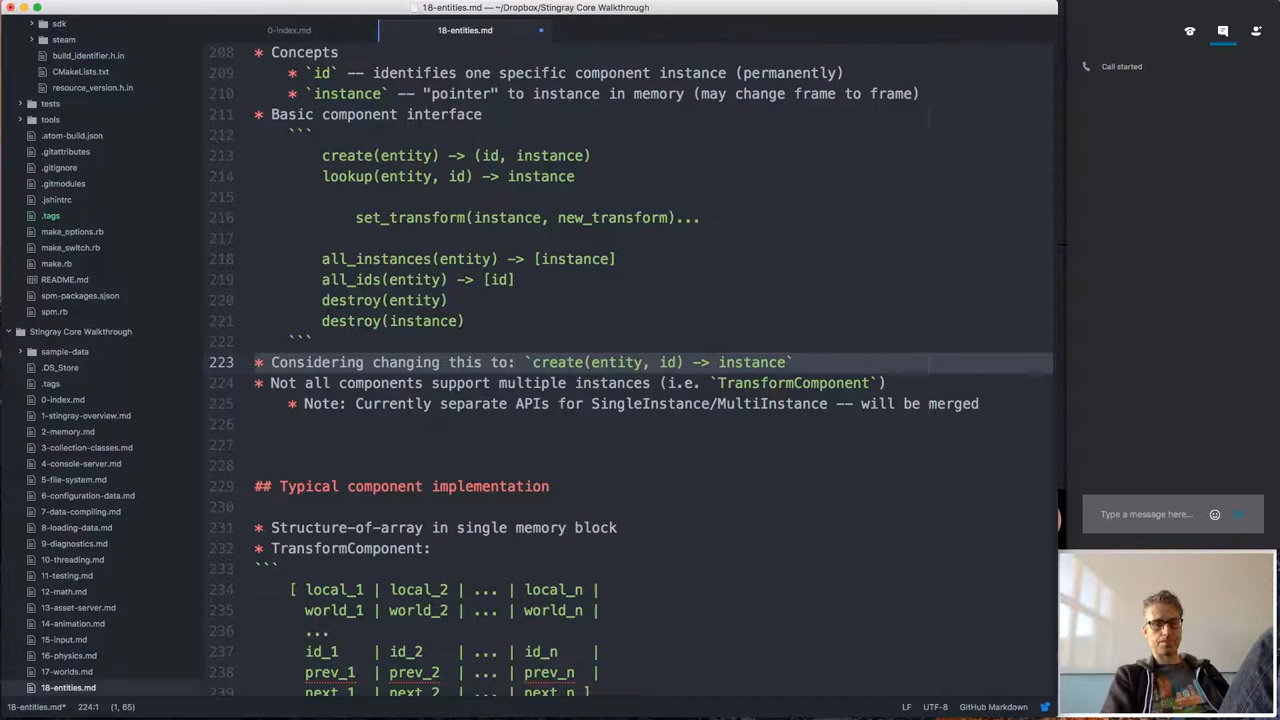 18-entities.md — ~/Dropbox/Stingray Core Walkthrough
0-index.md
18-entities.md
sdk
steam
build_identifier.h.in
CMakeLists.txt
resource_version.h.in
tests
tools
.atom-build.json
.gitattributes
.gitignore
.gitmodules
.jshintrc
.tags
make_options.rb
make_switch.rb
make.rb
README.md
spm-packages.sjson
spm.rb
Stingray Core Walkthrough
sample-data
.DS_Store
.tags
0-index.md
1-stingray-overview.md
2-memory.md
3-collection-classes.md
4-console-server.md
5-file-system.md
6-configuration-data.md
7-data-compiling.md
8-loading-data.md
9-diagnostics.md
10-threading.md
11-testing.md
12-math.md
13-asset-server.md
14-animation.md
15-input.md
16-physics.md
17-worlds.md
18-entities.md
208 * Concepts
209 * `id` -- identifies one specific component instance (permanently)
210 * `instance` -- "pointer" to instance in memory (may change frame to frame)
211 * Basic component interface
212 ```
213 create(entity) -> (id, instance)
214 lookup(entity, id) -> instance
215
216 set_transform(instance, new_transform)...
217
218 all_instances(entity) -> [instance]
219 all_ids(entity) -> [id]
220 destroy(entity)
221 destroy(instance)
222 ```
223 * Considering changing this to: `create(entity, id) -> instance`
224 * Not all components support multiple instances (i.e. `TransformComponent`)
225 * Note: Currently separate APIs for SingleInstance/MultiInstance -- will be merged
226
227
228
229 ## Typical component implementation
230
231 * Structure-of-array in single memory block
232 * TransformComponent:
233 ```
234 [ local_1 | local_2 | ... | local_n |
235 world_1 | world_2 | ... | world_n |
236 ...
237 id_1 | id_2 | ... | id_n |
238 prev_1 | prev_2 | ... | prev_n |
239 next_1 | next_2 | ... | next_n ]
18-entities.md* 224:1 (1, 65)
LF UTF-8 GitHub Markdown
Call started
Type a message here...